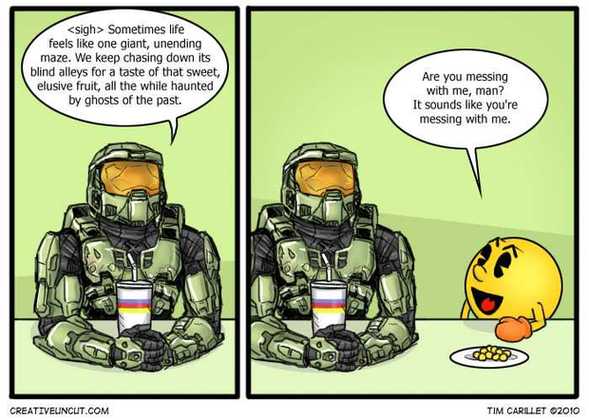 <sigh> Sometimes life
feels like one giant, unending
maze. We keep chasing down its
blind alleys for a taste of that sweet,
elusive fruit, all the while haunted
by ghosts of the past.
Are you messing
with me, man?
It sounds like you're
messing with me.
CREATIVEUNCUT.COM
TIM CARILLET ©2010